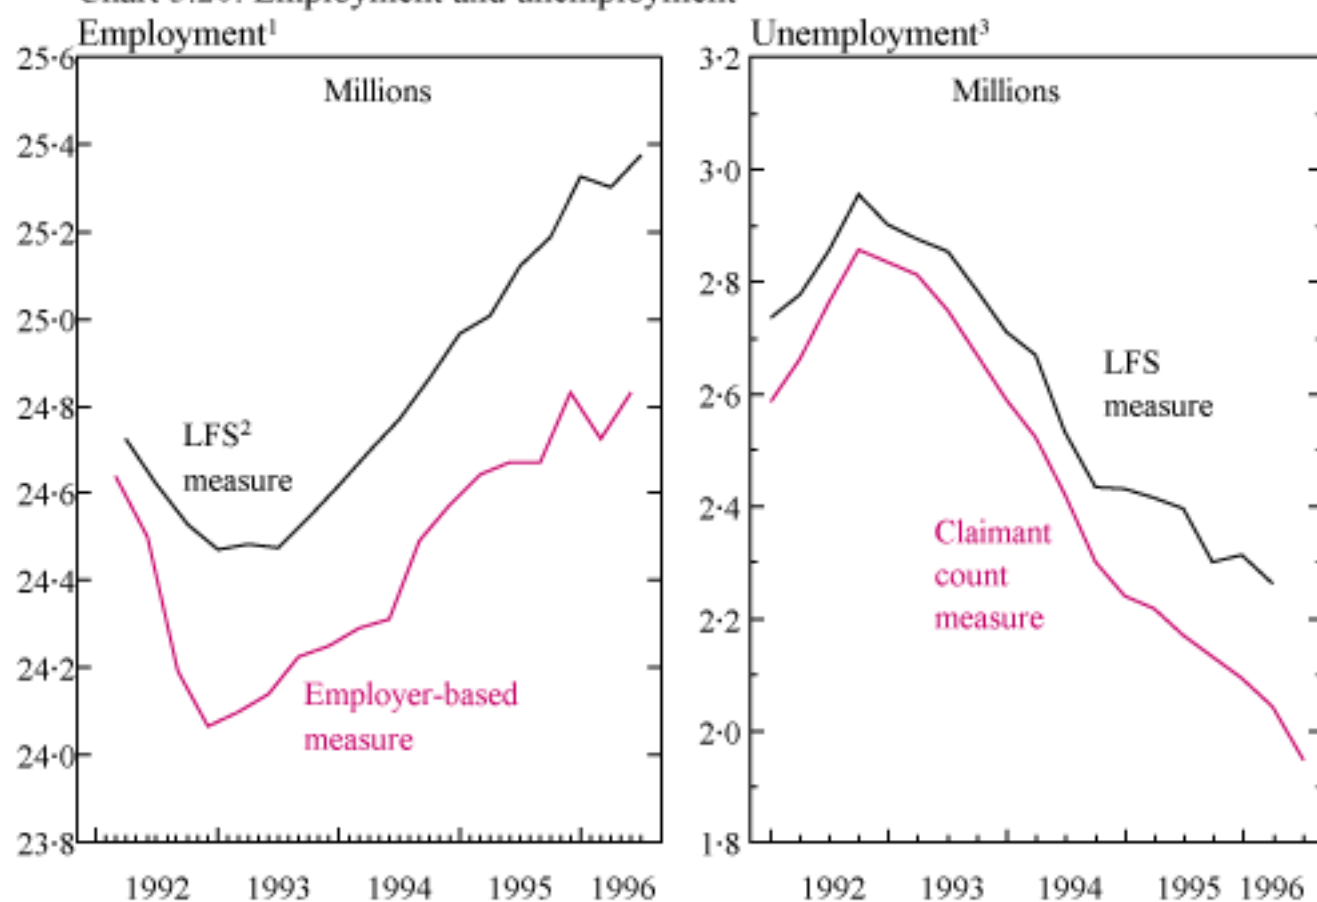 Employment¹
25·6
Millions
25·4
25·2
25·0
24·8
24·6
24·4
24·2
24·0
23·8
LFS²
measure
Employer-based
measure
1992 1993 1994 1995 1996
Unemployment³
3·2
Millions
3·0
2·8
2·6
2·4
2·2
2·0
1·8
LFS
measure
Claimant
count
measure
1992 1993 1994 1995 1996